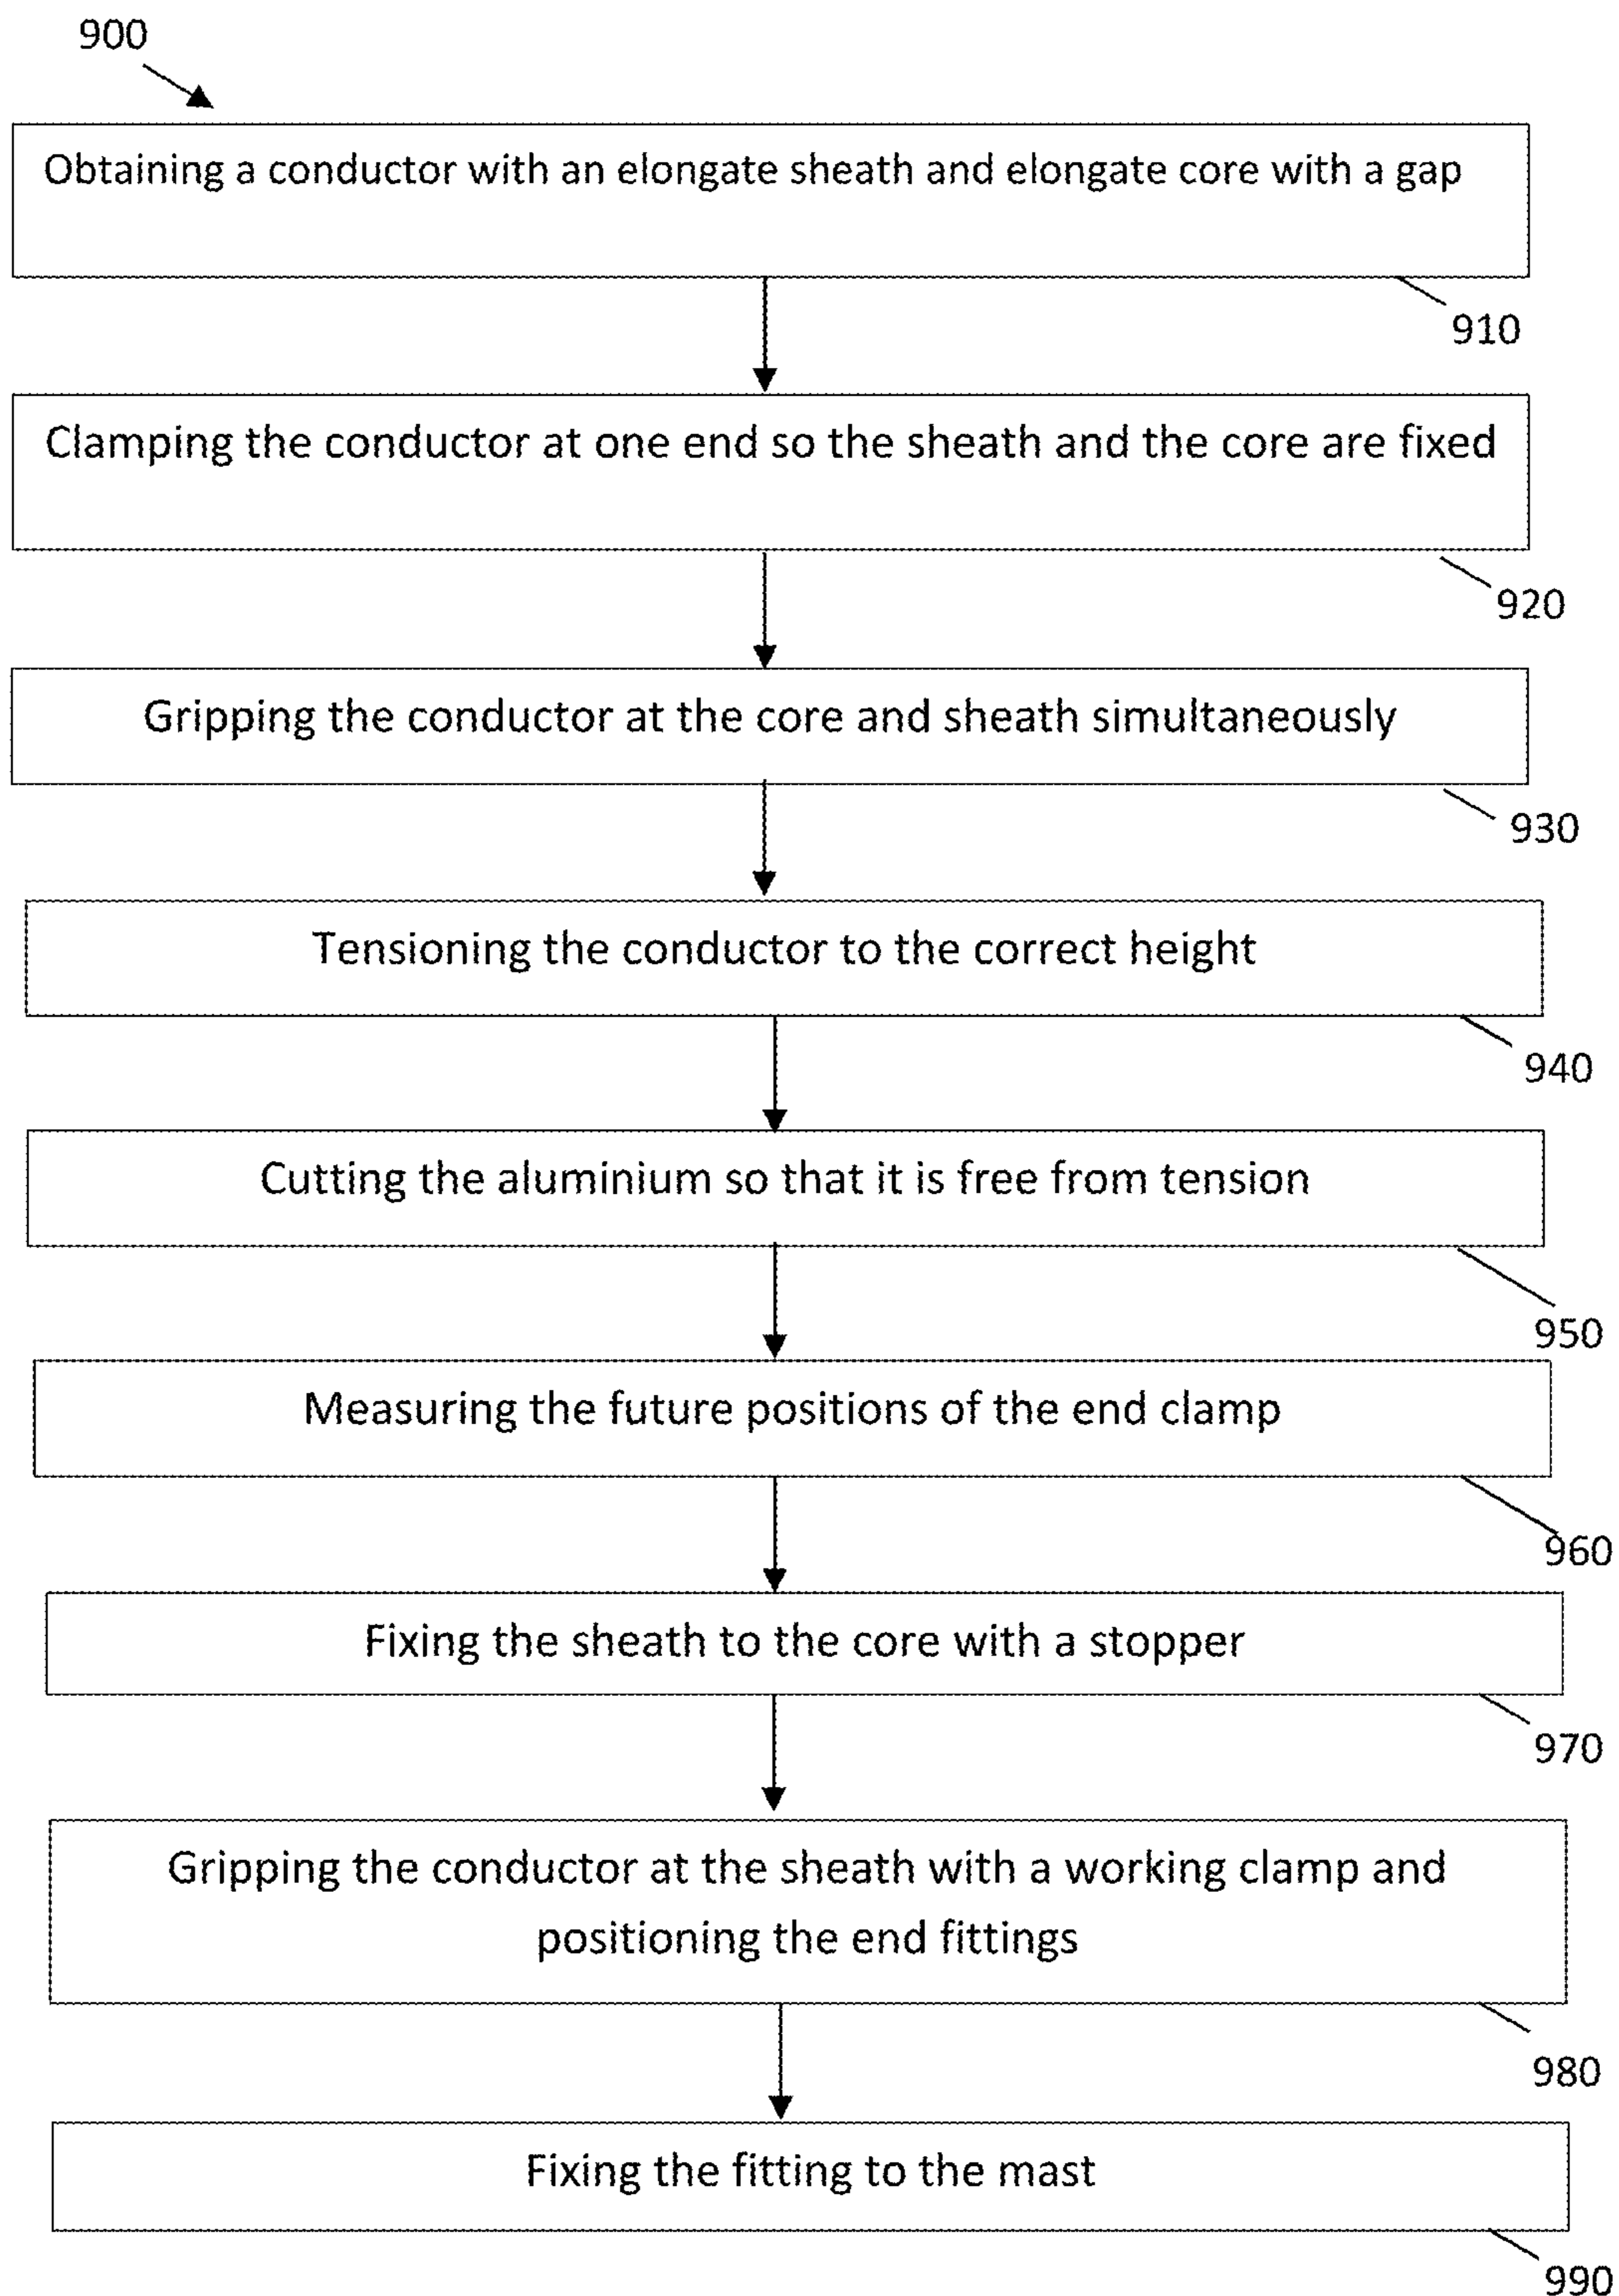 900
Obtaining a conductor with an elongate sheath and elongate core with a gap
910
Clamping the conductor at one end so the sheath and the core are fixed
920
Gripping the conductor at the core and sheath simultaneously
930
Tensioning the conductor to the correct height
940
Cutting the aluminium so that it is free from tension
950
Measuring the future positions of the end clamp
960
Fixing the sheath to the core with a stopper
970
Gripping the conductor at the sheath with a working clamp and
positioning the end fittings
980
Fixing the fitting to the mast
990